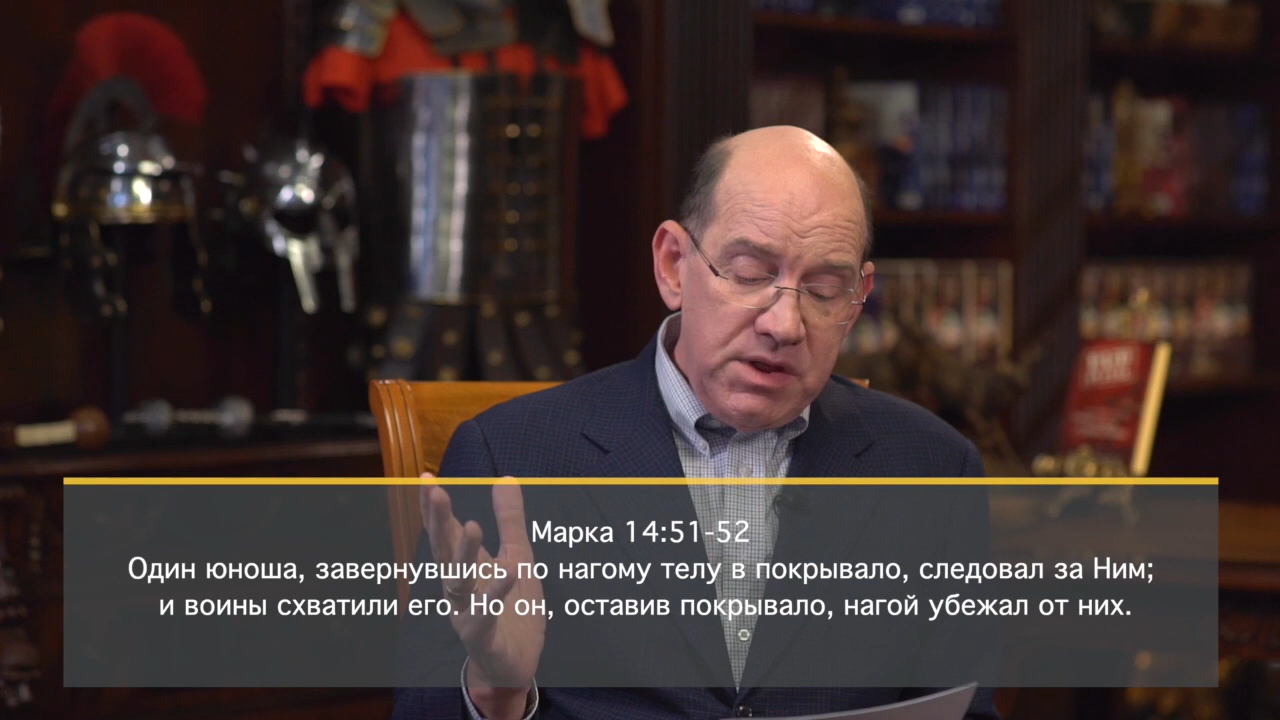 Марка 14:51-52
Один юноша, завернувшись по нагому телу в покрывало, следовал за Ним;
и воины схватили его. Но он, оставив покрывало, нагой убежал от них.